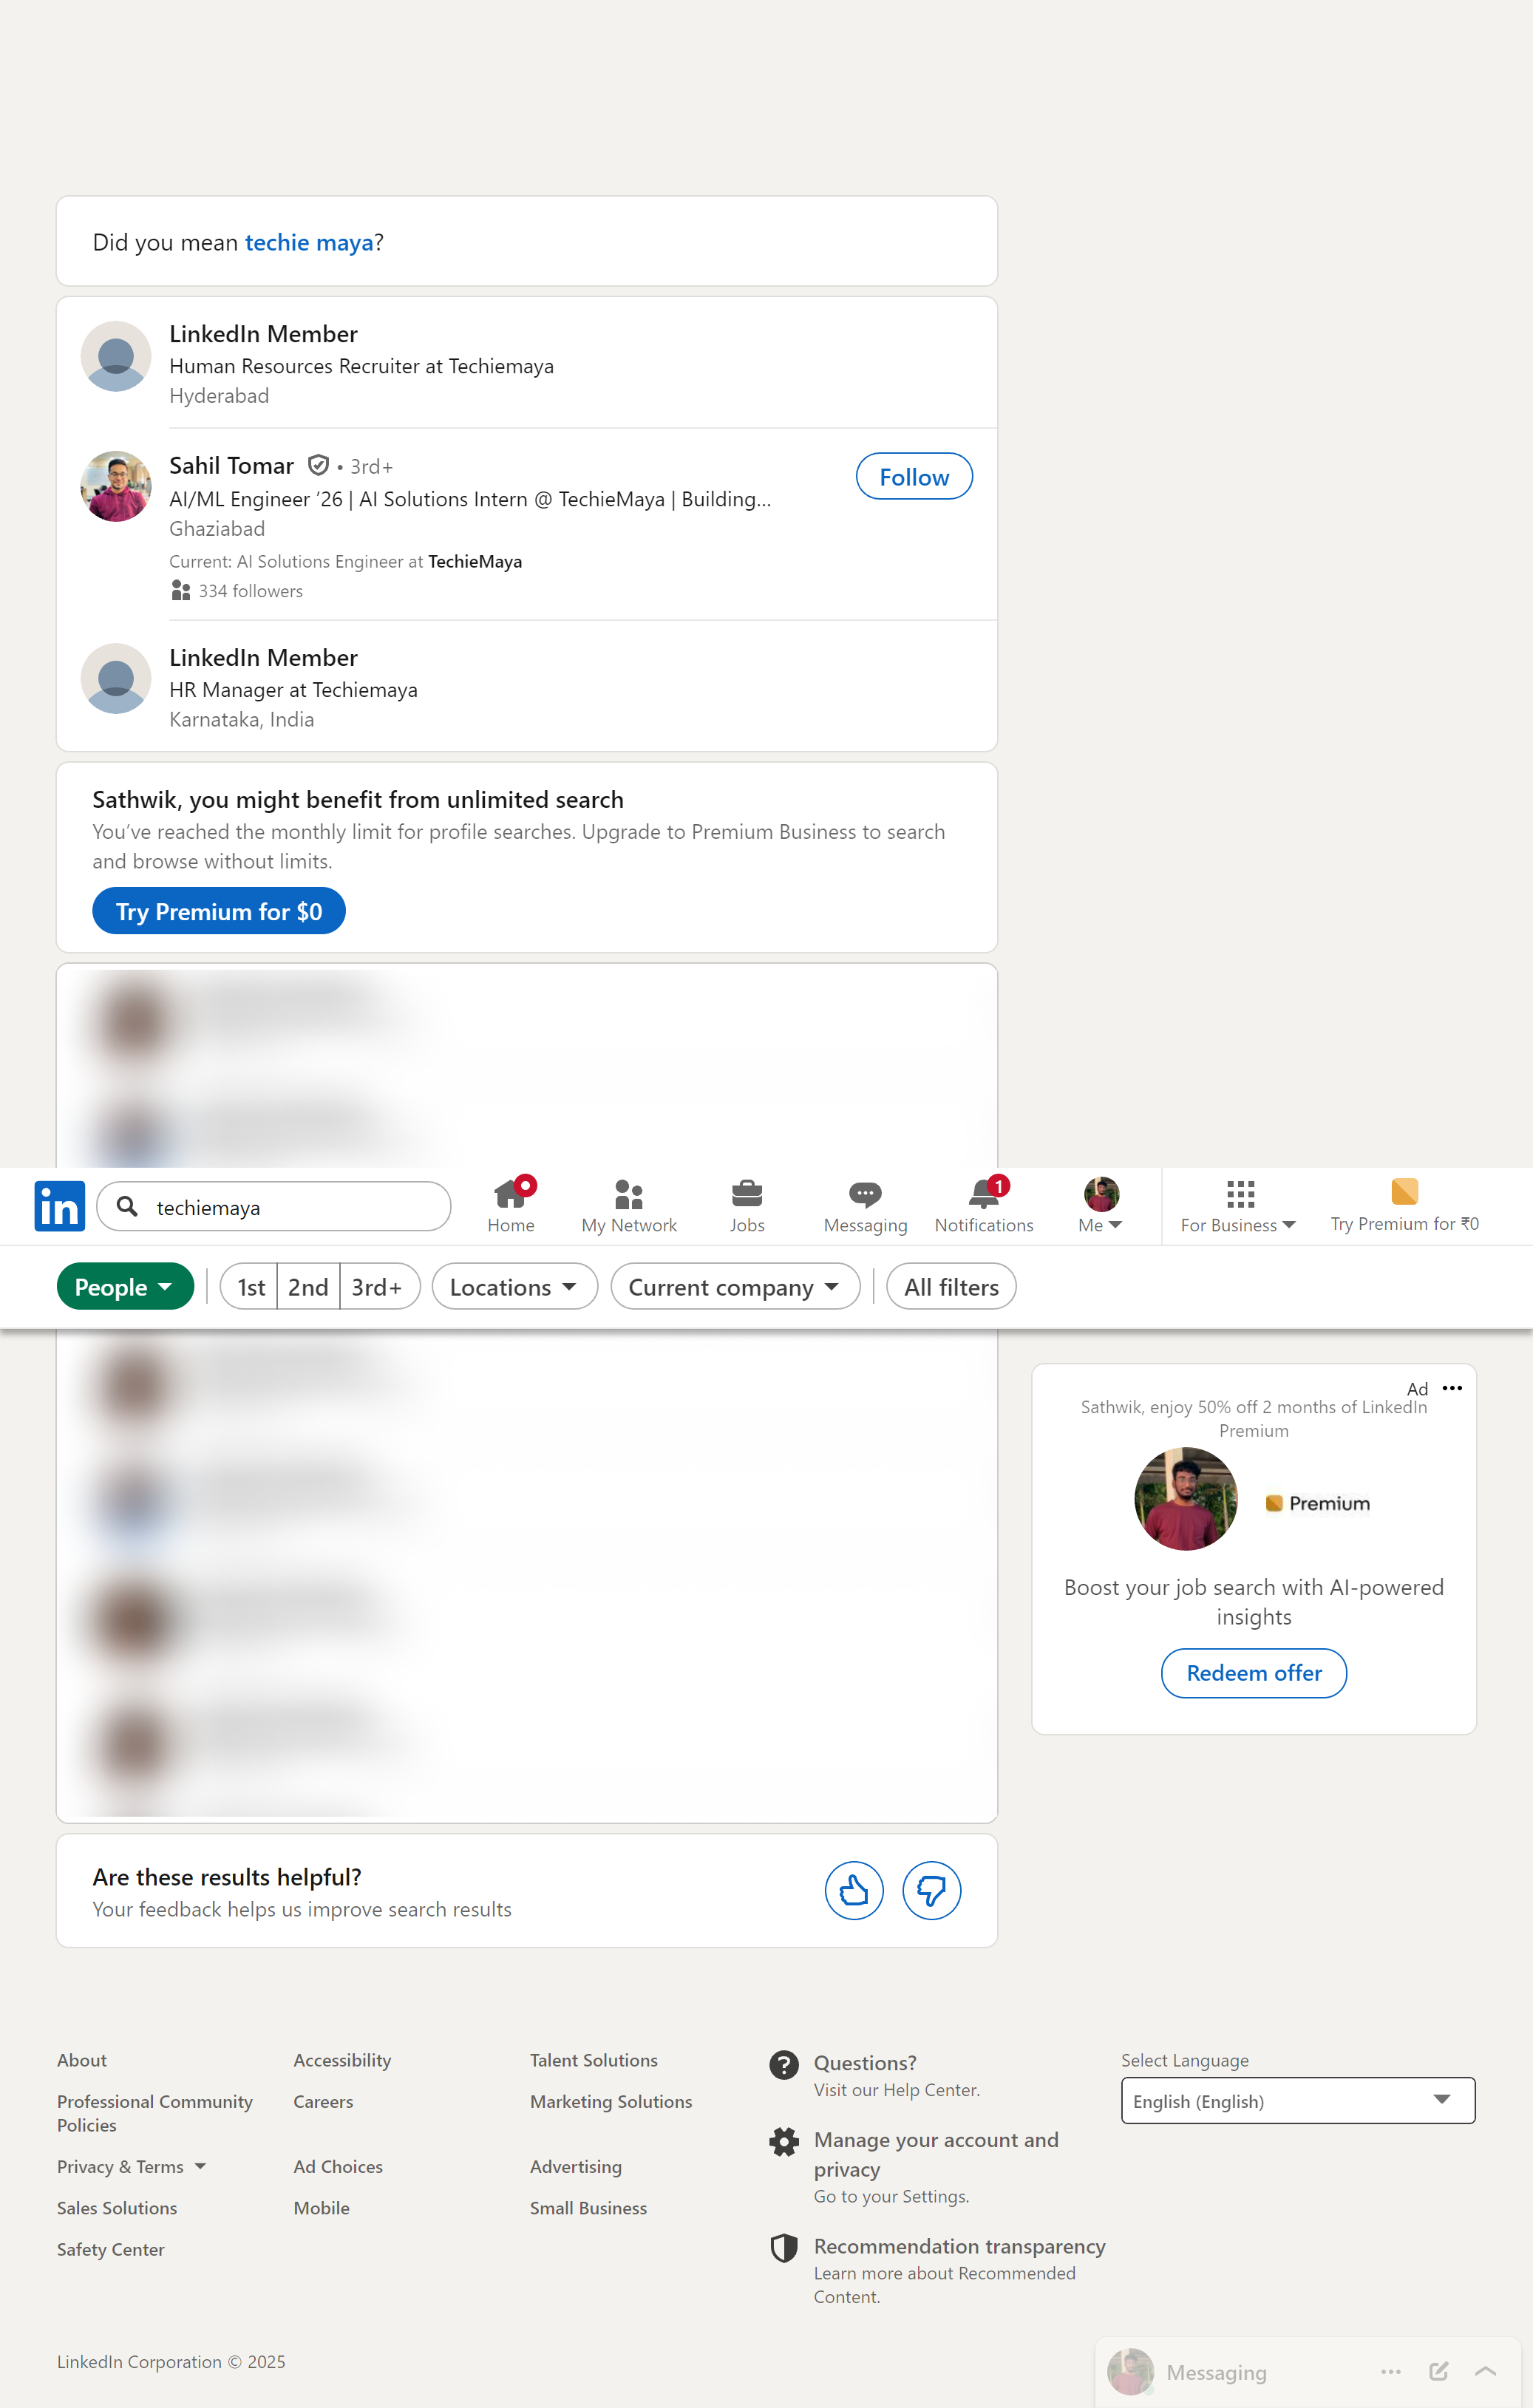 Did you mean techie maya?
LinkedIn Member
Human Resources Recruiter at Techiemaya
Hyderabad
Sahil Tomar • 3rd+
Follow
AI/ML Engineer ’26 | AI Solutions Intern @ TechieMaya | Building...
Ghaziabad
Current: AI Solutions Engineer at TechieMaya
334 followers
LinkedIn Member
HR Manager at Techiemaya
Karnataka, India
Sathwik, you might benefit from unlimited search
You’ve reached the monthly limit for profile searches. Upgrade to Premium Business to search
and browse without limits.
Try Premium for $0
in
techiemaya
Home
My Network
Jobs
Messaging
1
Notifications
Me
For Business
Try Premium for ₹0
People
1st
2nd
3rd+
Locations
Current company
All filters
Ad
Sathwik, enjoy 50% off 2 months of LinkedIn
Premium
Premium
Boost your job search with AI-powered
insights
Redeem offer
Are these results helpful?
Your feedback helps us improve search results
About
Accessibility
Talent Solutions
Professional Community
Policies
Careers
Marketing Solutions
Privacy & Terms
Ad Choices
Advertising
Sales Solutions
Mobile
Small Business
Safety Center
Questions?
Visit our Help Center.
Manage your account and
privacy
Go to your Settings.
Recommendation transparency
Learn more about Recommended
Content.
Select Language
English (English)
LinkedIn Corporation © 2025
Messaging